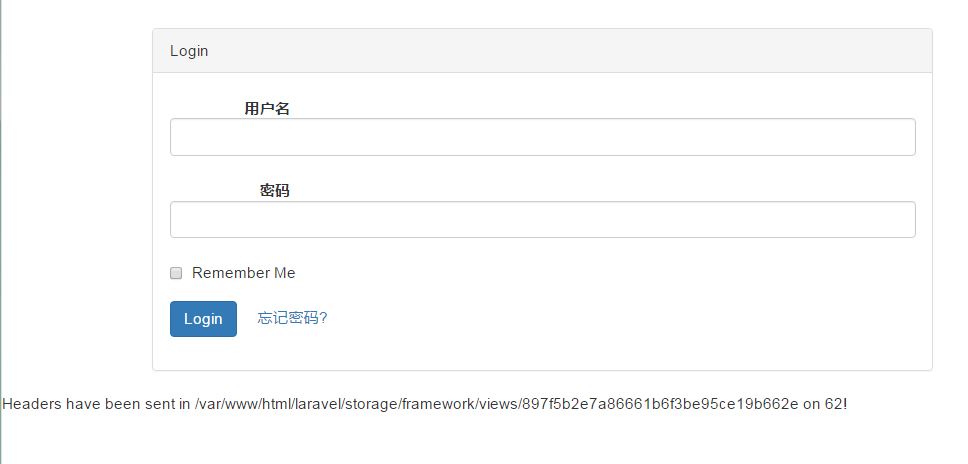 Login
用户名
密码
Remember Me
Login 忘记密码?
Headers have been sent in /var/www/html/laravel/storage/framework/views/897f5b2e7a86661b6f3be95ce19b662e on 62!